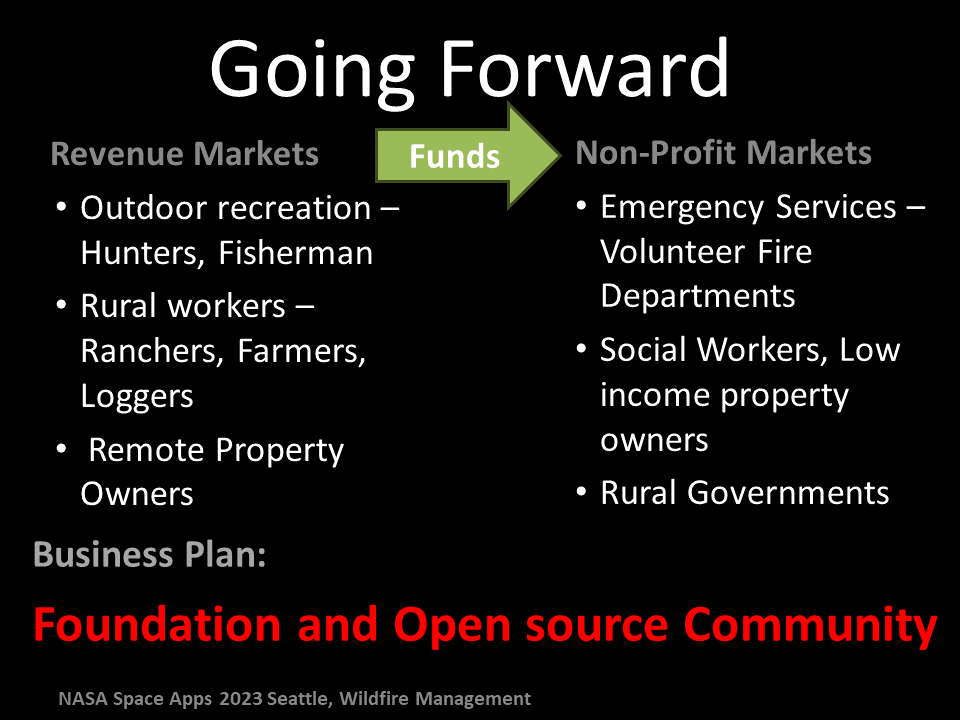 Going Forward
Revenue Markets
Funds
Non-Profit Markets
• Outdoor recreation –
Hunters, Fisherman
• Rural workers –
Ranchers, Farmers,
Loggers
• Remote Property
Owners
• Emergency Services –
Volunteer Fire
Departments
• Social Workers, Low
income property
owners
• Rural Governments
Business Plan:
Foundation and Open source Community
NASA Space Apps 2023 Seattle, Wildfire Management